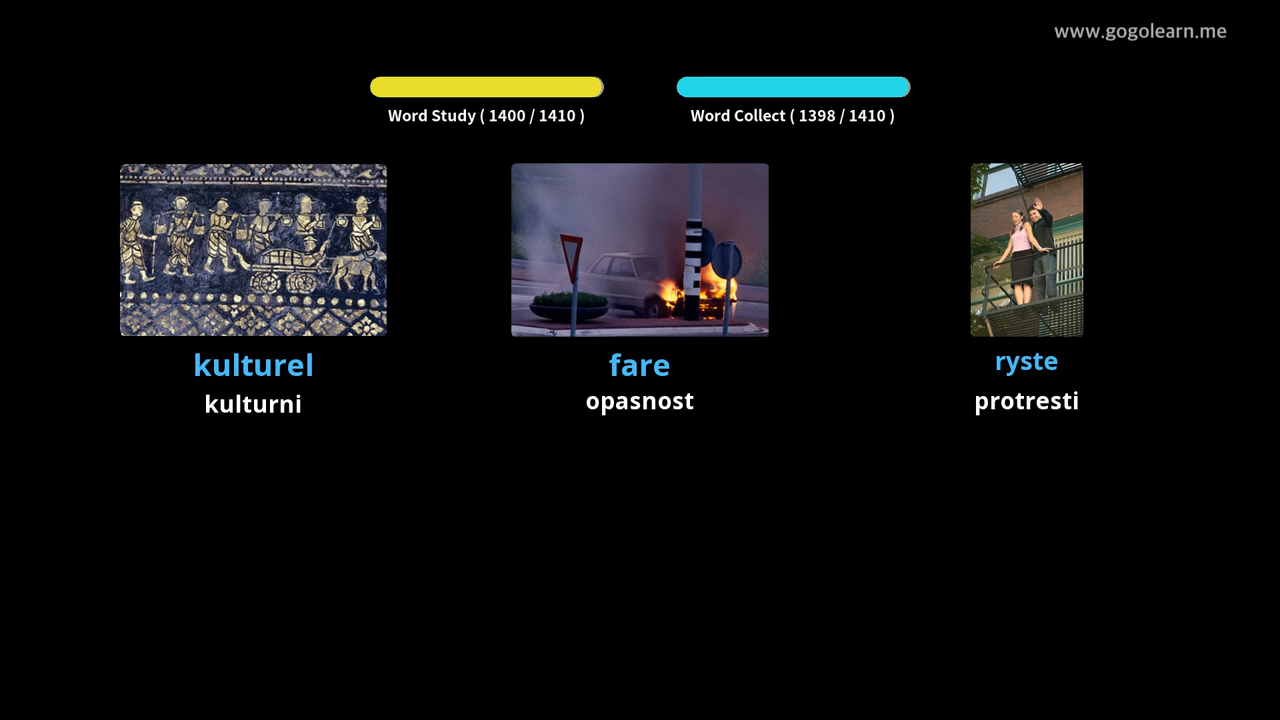 www.gogolearn.me
Word Study ( 1400 / 1410 )
Word Collect ( 1398 / 1410 )
kulturel
kulturni
fare
opasnost
ryste
protresti